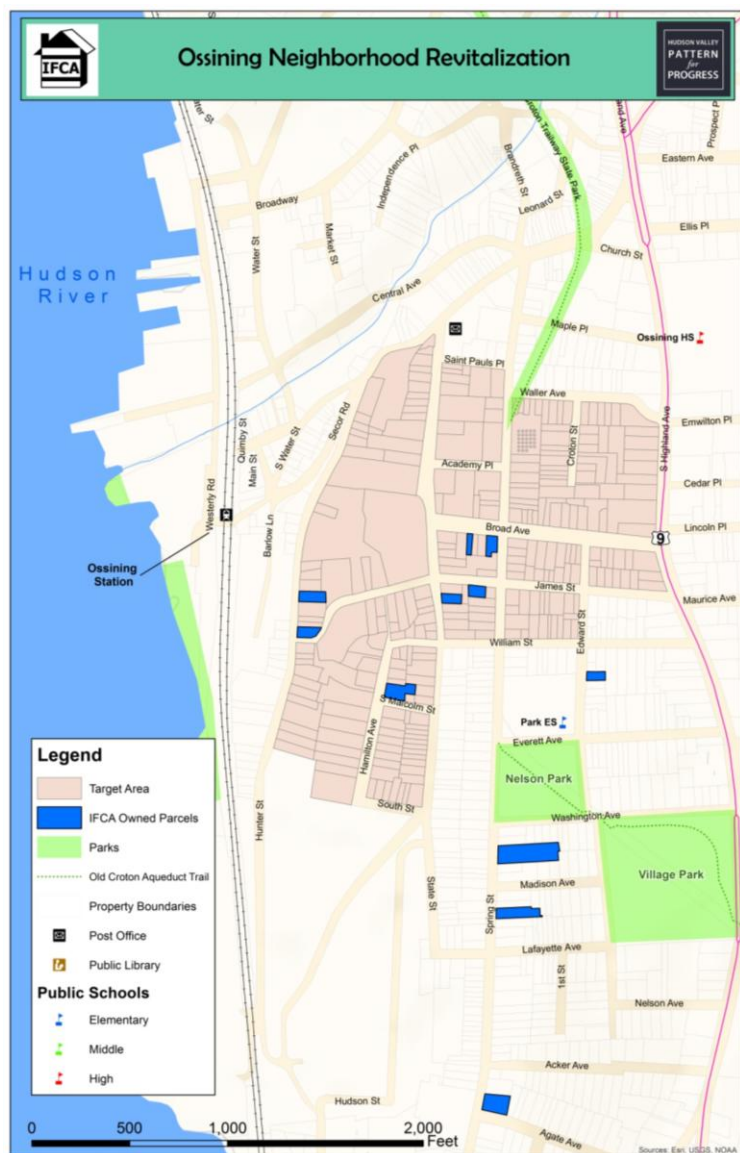 IFCA
Ossining Neighborhood Revitalization
HUDSON VALLEY
PATTERN
for
PROGRESS
Croton Trailway State Park
Prospect P
Eastern Ave
Independence Pl
Brandreth St
Leonard St
Broadway
Ellis Pl
Water St
Market St
Church St
Hudson
River
Central Ave
Maple Pl
Ossining HS
Saint Pauls Pl
Waller Ave
Secor Rd
S Highland Ave
Emwilton Pl
Quimby St
Main St
S Water St
Croton St
Academy Pl
Cedar Pl
Westerly Rd
Barlow Ln
Broad Ave
Lincoln Pl
9
Ossining
Station
James St
Maurice Ave
Edward St
William St
S Malcolm St
Park ES
Everett Ave
Hamilton Ave
Nelson Park
South St
Washington Ave
Hunter St
Village Park
Madison Ave
State St
Spring St
Lafayette Ave
1st St
Nelson Ave
Acker Ave
Hudson St
Agate Ave
Legend
Target Area
IFCA Owned Parcels
Parks
Old Croton Aqueduct Trail
Property Boundaries
Post Office
Public Library
Public Schools
Elementary
Middle
High
0 500 1,000 2,000
Feet
Sources: Esri, USGS, NOAA